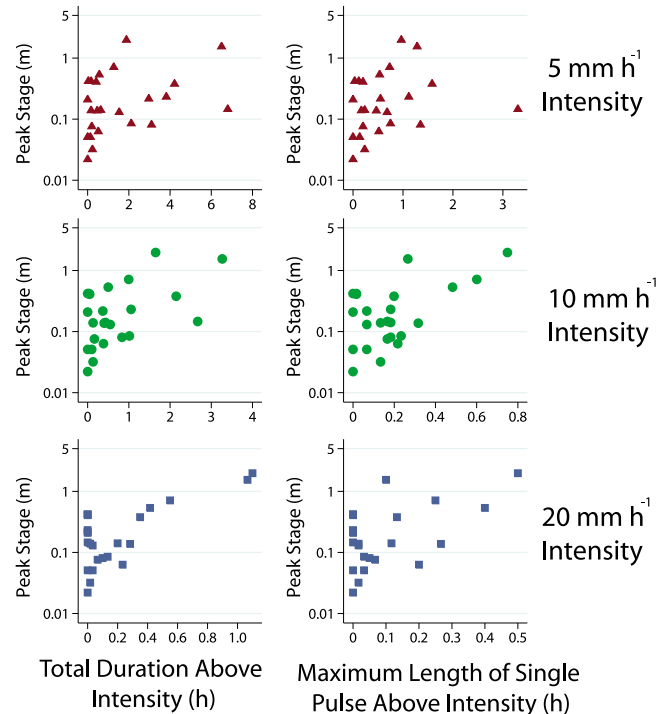 5
1
0.1
0.01
Peak Stage (m)
0 2 4 6 8
5
1
0.1
0.01
Peak Stage (m)
0 1 2 3
5 mm h-1
Intensity
5
1
0.1
0.01
Peak Stage (m)
0 1 2 3 4
5
1
0.1
0.01
Peak Stage (m)
0 0.2 0.4 0.6 0.8
10 mm h-1
Intensity
5
1
0.1
0.01
Peak Stage (m)
0 0.2 0.4 0.6 0.8 1.0
5
1
0.1
0.01
Peak Stage (m)
0 0.1 0.2 0.3 0.4 0.5
20 mm h-1
Intensity
Total Duration Above
Intensity (h)
Maximum Length of Single
Pulse Above Intensity (h)